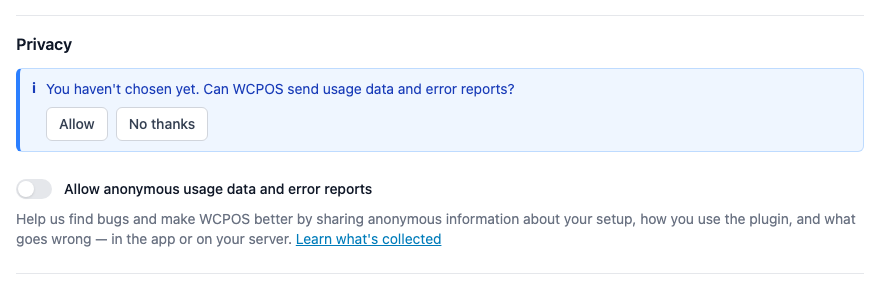 Privacy
i You haven't chosen yet. Can WCPOS send usage data and error reports?
Allow No thanks
Allow anonymous usage data and error reports
Help us find bugs and make WCPOS better by sharing anonymous information about your setup, how you use the plugin, and what
goes wrong — in the app or on your server. Learn what's collected